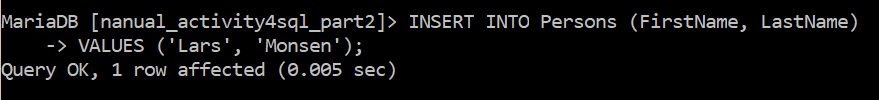 MariaDB [nanual_activity4sql_part2]> INSERT INTO Persons (FirstName, LastName)
    -> VALUES ('Lars', 'Monsen');
Query OK, 1 row affected (0.005 sec)